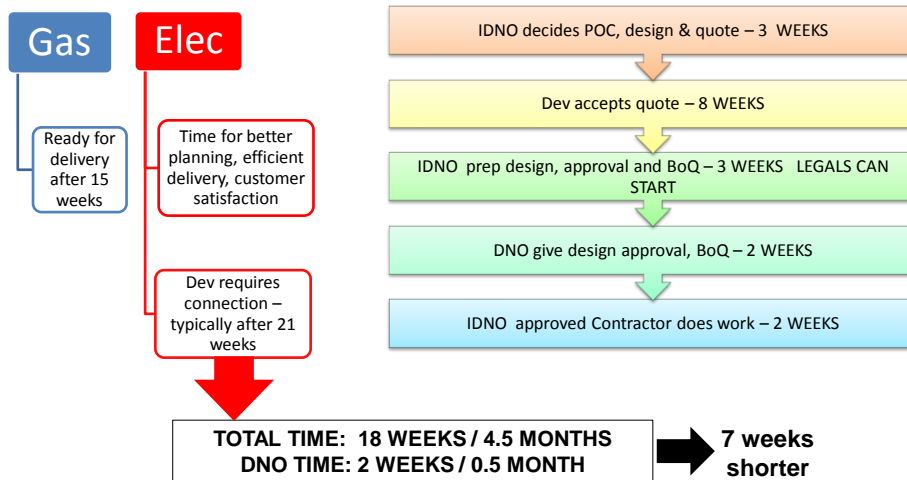 Gas
Elec
Ready for
delivery
after 15
weeks
Time for better
planning, efficient
delivery, customer
satisfaction
Dev requires
connection –
typically after 21
weeks
IDNO decides POC, design & quote – 3 WEEKS
Dev accepts quote – 8 WEEKS
IDNO prep design, approval and BoQ – 3 WEEKS LEGALS CAN
START
DNO give design approval, BoQ – 2 WEEKS
IDNO approved Contractor does work – 2 WEEKS
TOTAL TIME: 18 WEEKS / 4.5 MONTHS
DNO TIME: 2 WEEKS / 0.5 MONTH
7 weeks
shorter